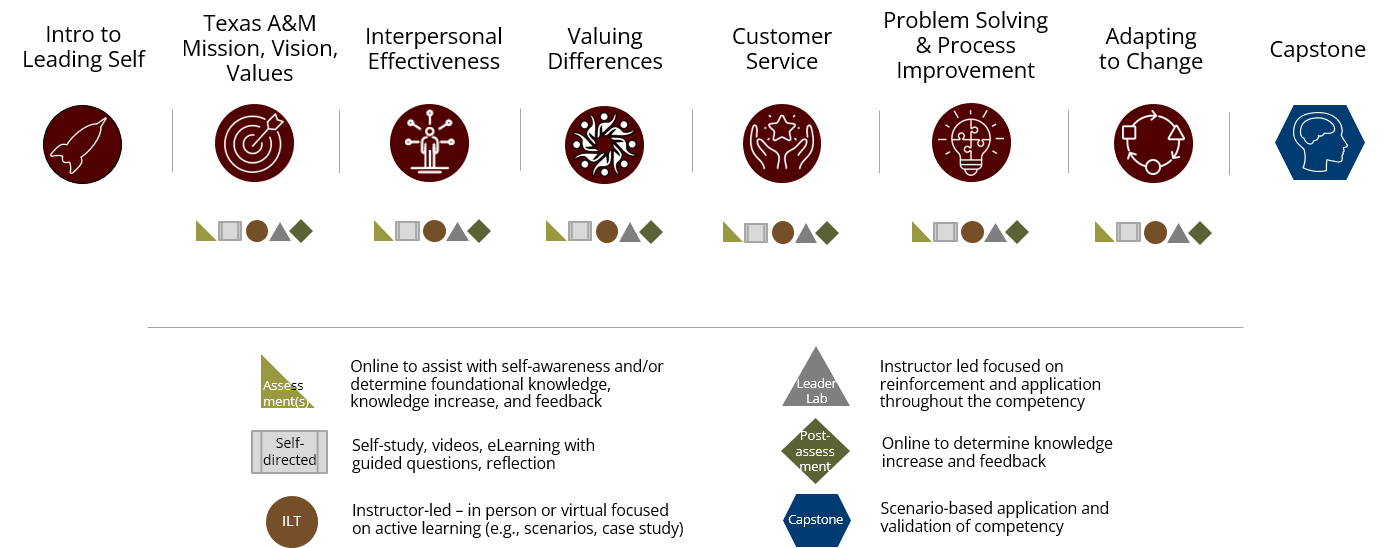 Intro to
Leading Self
Texas A&M
Mission, Vision,
Values
Interpersonal
Effectiveness
Valuing
Differences
Customer
Service
Problem Solving
& Process
Improvement
Adapting
to Change
Capstone
Assess
ment(s)
Online to assist with self-awareness and/or
determine foundational knowledge,
knowledge increase, and feedback
Self-
directed
Self-study, videos, eLearning with
guided questions, reflection
ILT
Instructor-led – in person or virtual focused
on active learning (e.g., scenarios, case study)
Leader
Lab
Instructor led focused on
reinforcement and application
throughout the competency
Post-
assess
ment
Online to determine knowledge
increase and feedback
Capstone
Scenario-based application and
validation of competency